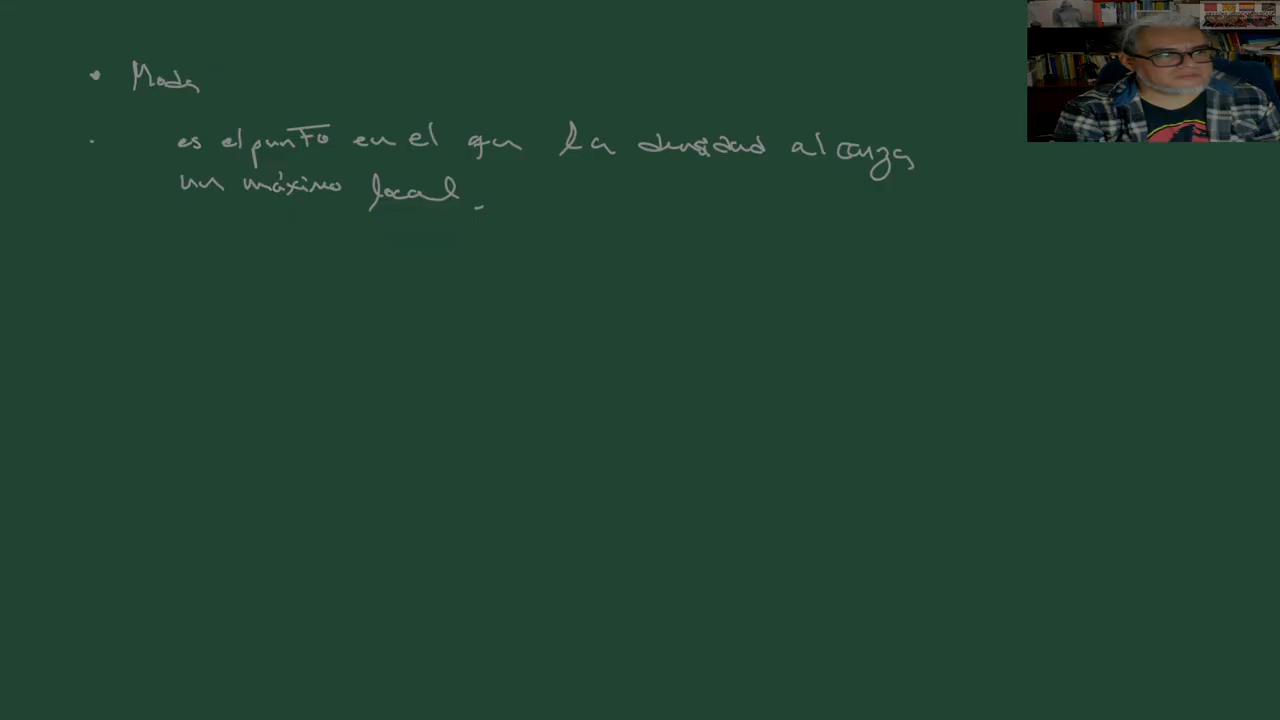 • Moda
es el punto en el que la densidad alcanza
un máximo local.